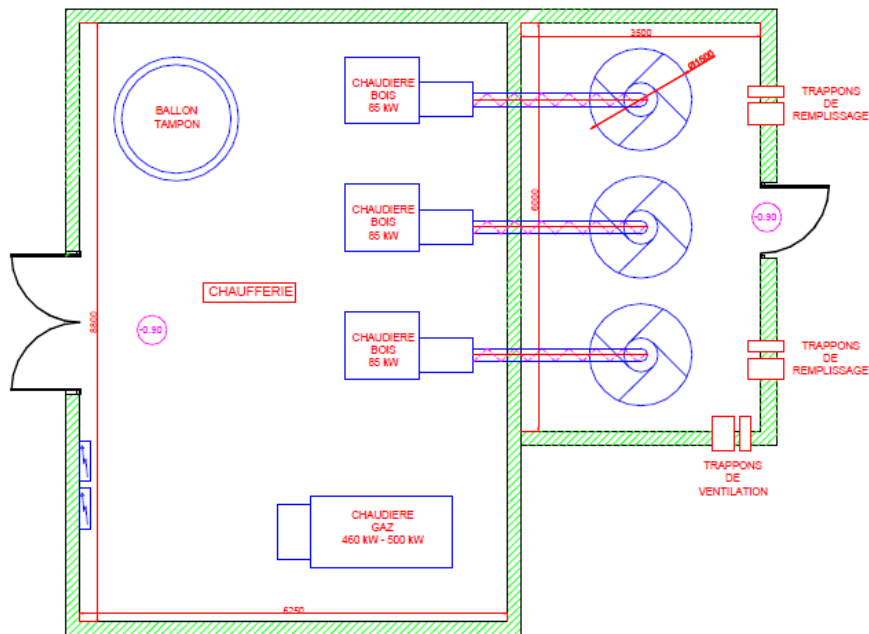 3500
Ø1500
CHAUDIERE
BOIS
85 kW
TRAPPONS
DE
REMPLISSAGE
BALLON
TAMPON
CHAUDIERE
BOIS
85 kW
6000
-0.90
CHAUFFERIE
8800
-0.90
CHAUDIERE
BOIS
85 kW
TRAPPONS
DE
REMPLISSAGE
TRAPPONS
DE
VENTILATION
CHAUDIERE
GAZ
460 kW - 500 kW
6250